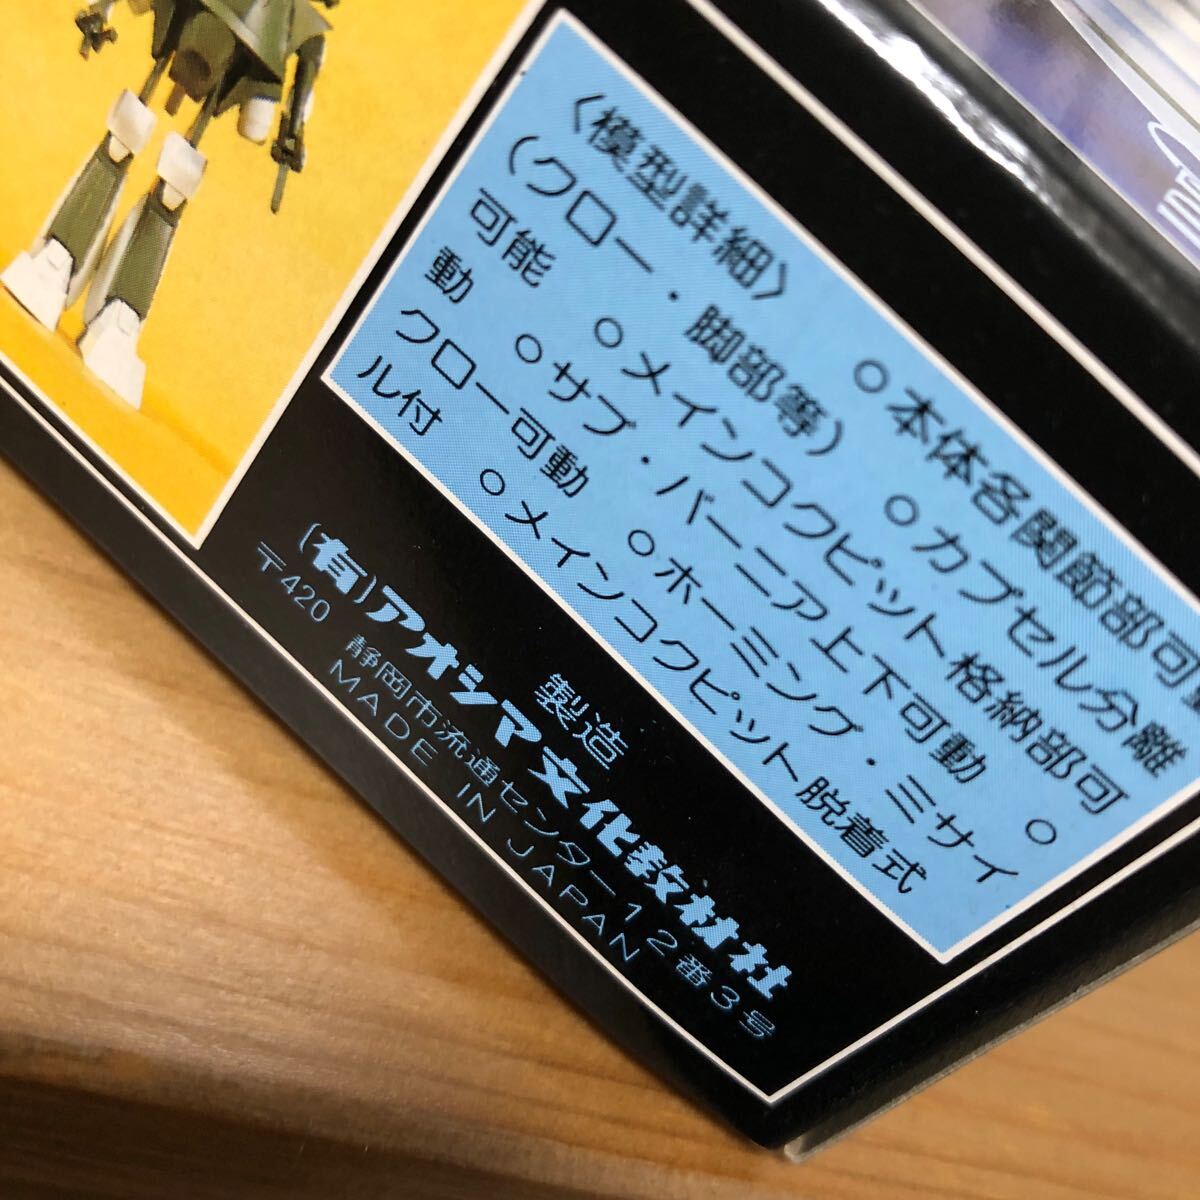 〈模型詳細〉　○本体各関節部可動
(クロー・脚部等)　○カプセル分離
可能　○メインコクピット格納部可
動　○サブ・バーニア上下可動　○
クロー可動　○ホーミング・ミサイ
ル付　○メインコクピット脱着式
製造
(有)アオシマ文化教材社
〒420 静岡市流通センター12番3号
MADE IN JAPAN